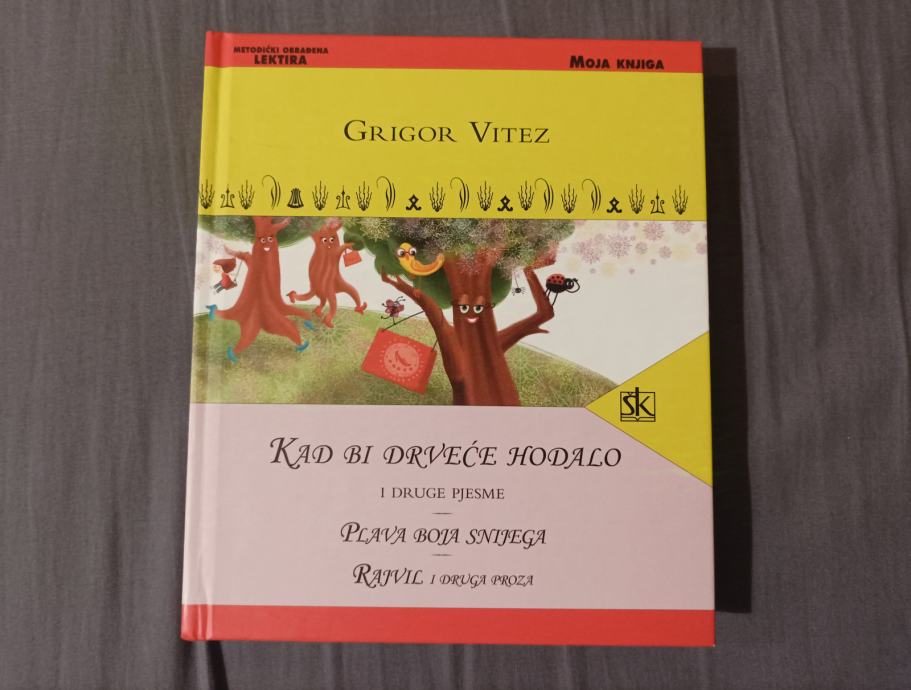 METODIČKI OBRAĐENA
LEKTIRA
MOJA KNJIGA
GRIGOR VITEZ
ŠK
KAD BI DRVEĆE HODALO
I DRUGE PJESME
PLAVA BOJA SNIJEGA
RAJVIL I DRUGA PROZA